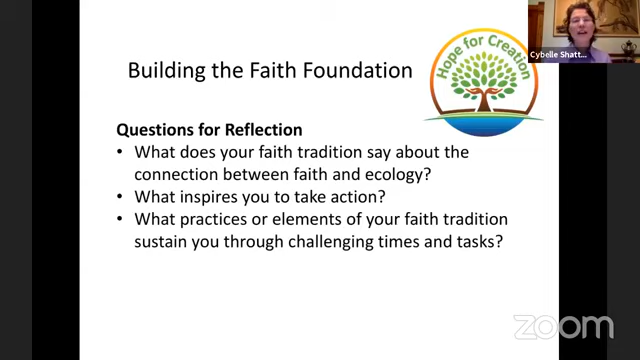 Building the Faith Foundation
Hope for Creation
Cybelle Shatt...
Questions for Reflection
• What does your faith tradition say about the
connection between faith and ecology?
• What inspires you to take action?
• What practices or elements of your faith tradition
sustain you through challenging times and tasks?
zoom